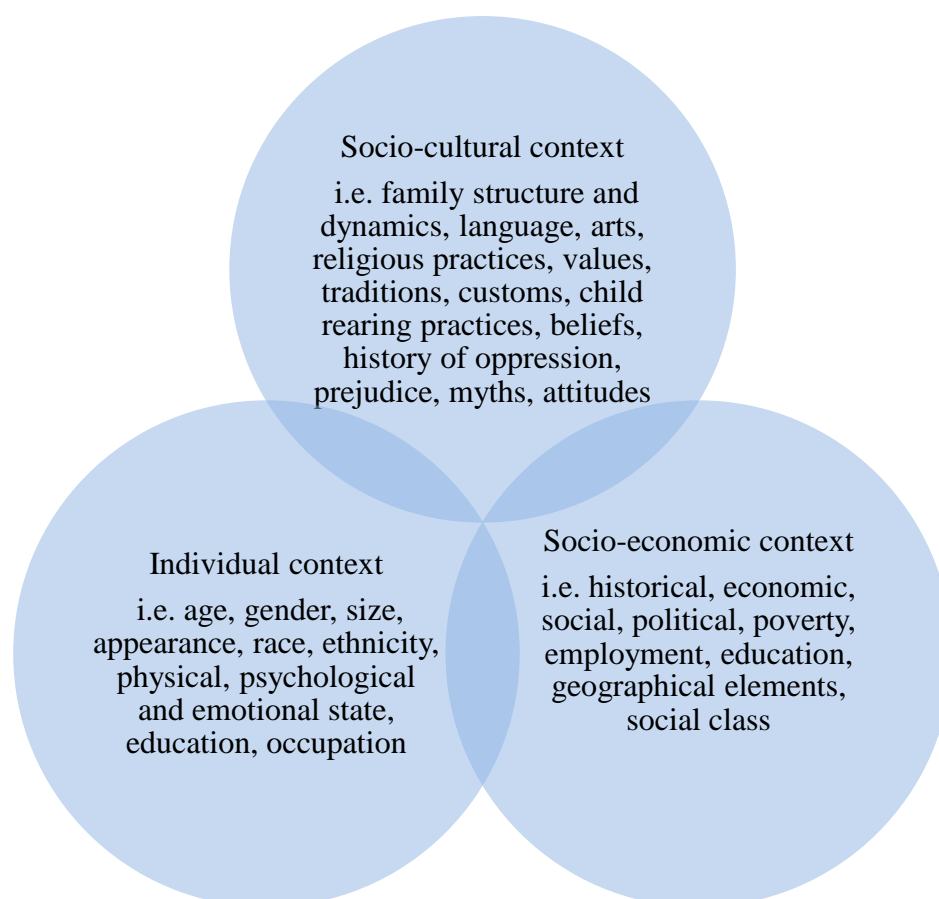 Socio-cultural context
i.e. family structure and
dynamics, language, arts,
religious practices, values,
traditions, customs, child
rearing practices, beliefs,
history of oppression,
prejudice, myths, attitudes
Individual context
i.e. age, gender, size,
appearance, race, ethnicity,
physical, psychological
and emotional state,
education, occupation
Socio-economic context
i.e. historical, economic,
social, political, poverty,
employment, education,
geographical elements,
social class